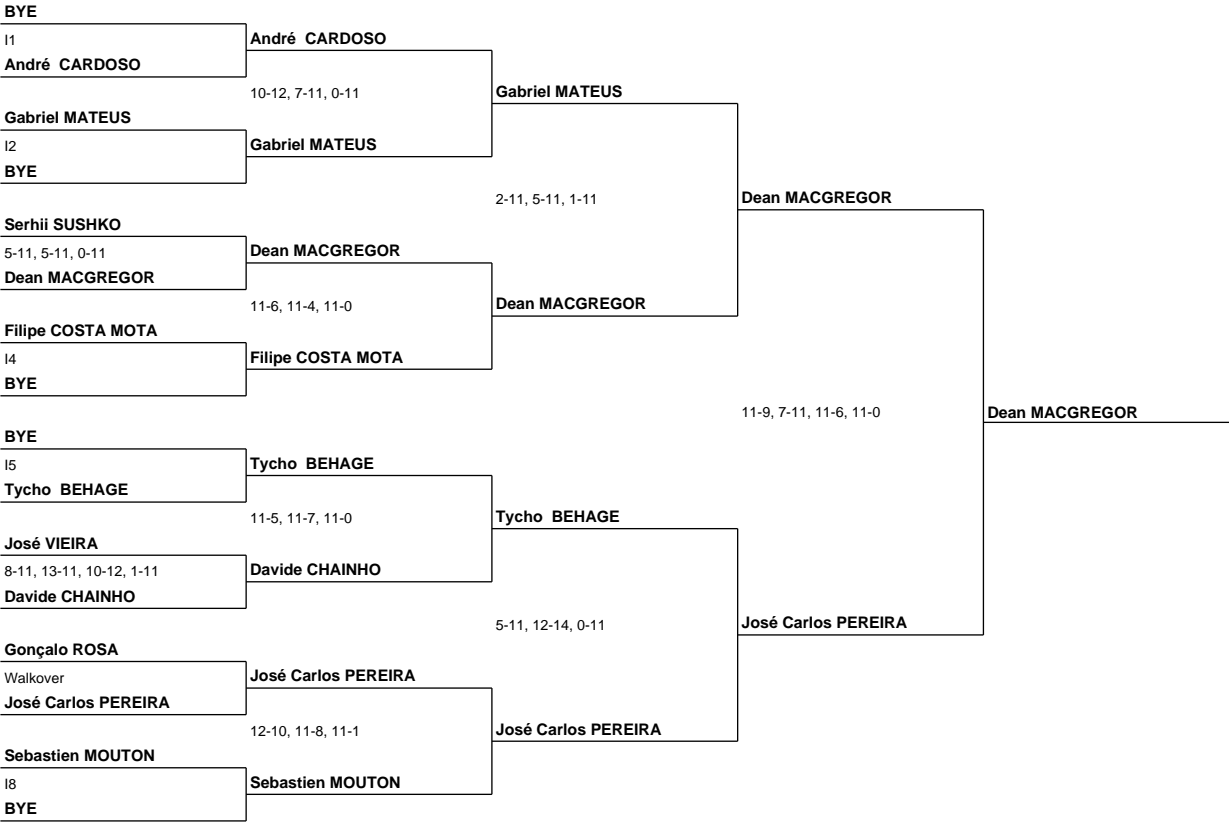 BYE
I1
André CARDOSO
André CARDOSO
10-12, 7-11, 0-11
Gabriel MATEUS
Gabriel MATEUS
I2
BYE
Gabriel MATEUS
2-11, 5-11, 1-11
Dean MACGREGOR
Serhii SUSHKO
5-11, 5-11, 0-11
Dean MACGREGOR
Dean MACGREGOR
11-6, 11-4, 11-0
Dean MACGREGOR
Filipe COSTA MOTA
I4
BYE
Filipe COSTA MOTA
11-9, 7-11, 11-6, 11-0
Dean MACGREGOR
BYE
I5
Tycho BEHAGE
Tycho BEHAGE
11-5, 11-7, 11-0
Tycho BEHAGE
José VIEIRA
8-11, 13-11, 10-12, 1-11
Davide CHAINHO
Davide CHAINHO
5-11, 12-14, 0-11
José Carlos PEREIRA
Gonçalo ROSA
Walkover
José Carlos PEREIRA
José Carlos PEREIRA
12-10, 11-8, 11-1
José Carlos PEREIRA
Sebastien MOUTON
I8
BYE
Sebastien MOUTON